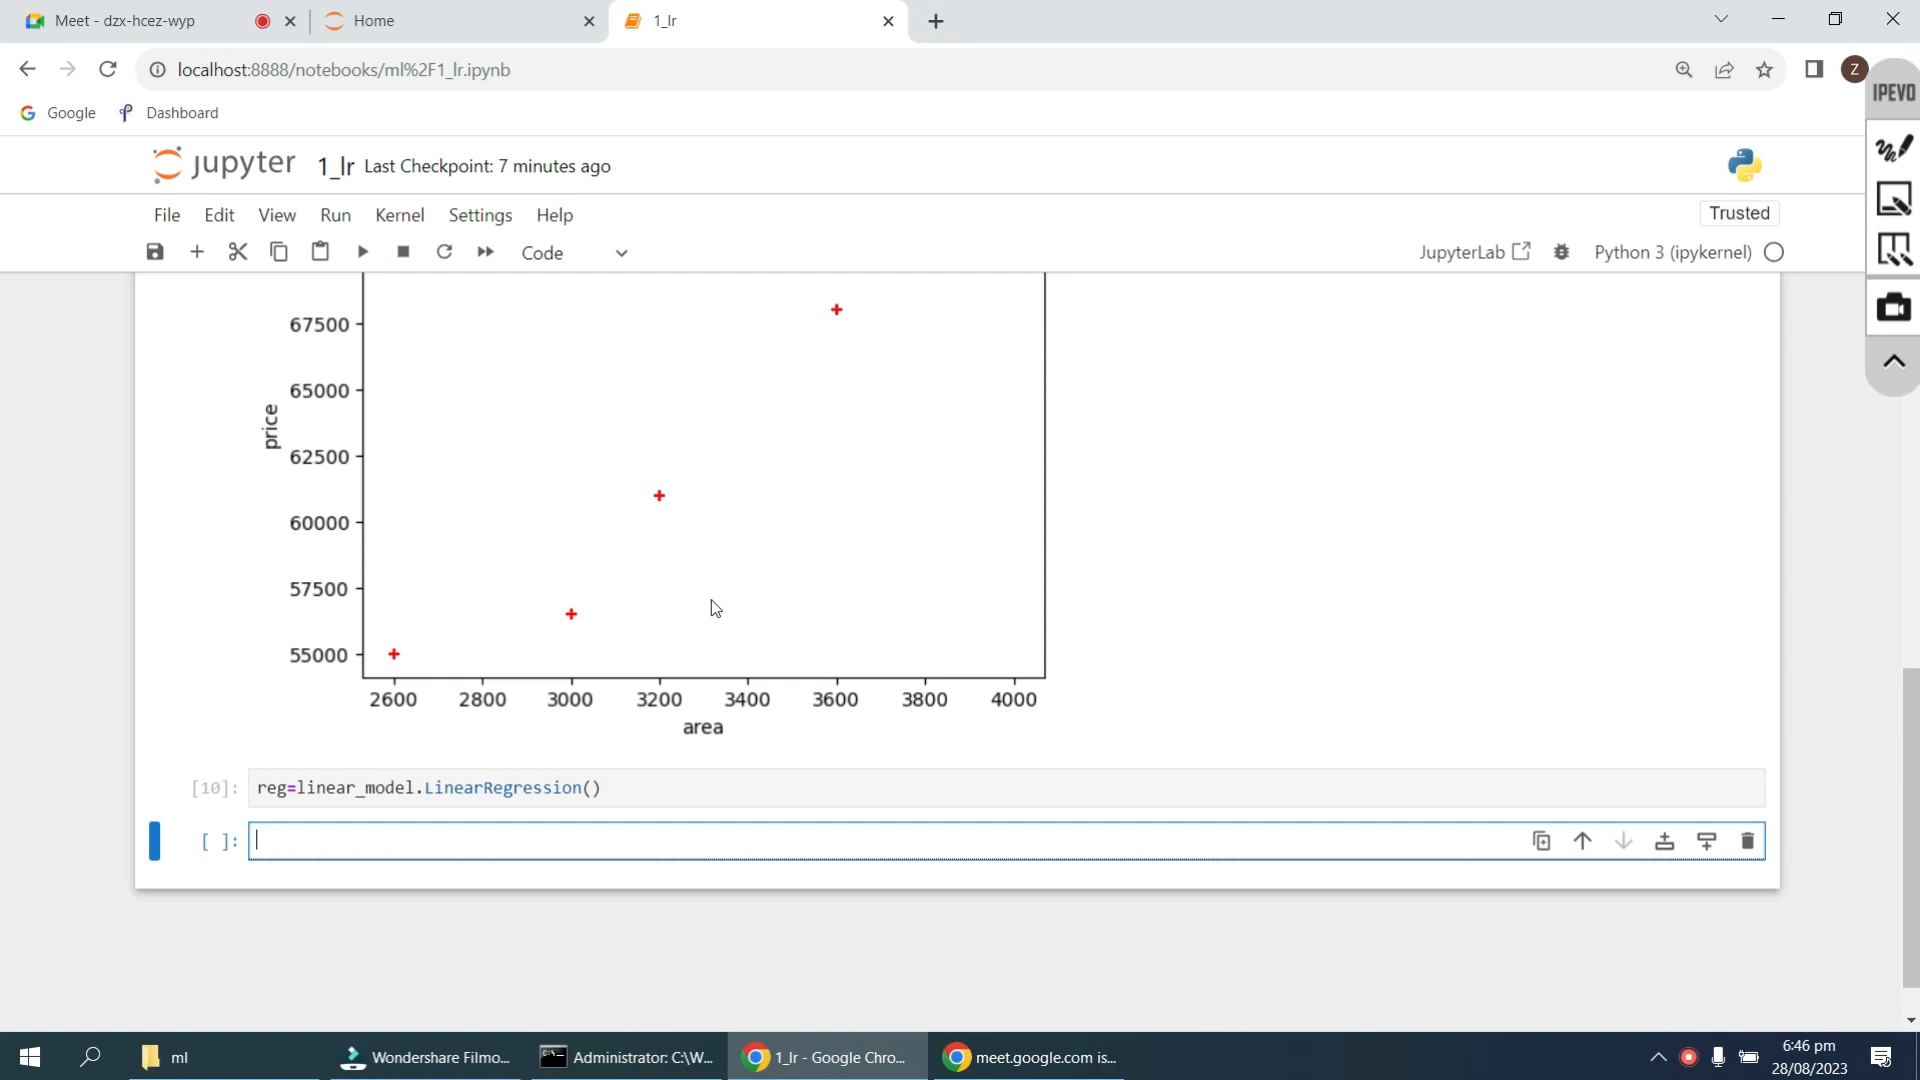 Meet - dzx-hcez-wyp
Home
1_lr
localhost:8888/notebooks/ml%2F1_lr.ipynb
Z
IPEVO
Google
Dashboard
jupyter
1_lr
Last Checkpoint: 7 minutes ago
File
Edit
View
Run
Kernel
Settings
Help
Trusted
Code
JupyterLab
Python 3 (ipykernel)
67500
65000
62500
60000
57500
55000
price
2600
2800
3000
3200
3400
3600
3800
4000
area
[10]:
reg=linear_model.LinearRegression()
[ ]:
ml
Wondershare Filmo...
Administrator: C:\W...
1_lr - Google Chro...
meet.google.com is...
6:46 pm
28/08/2023